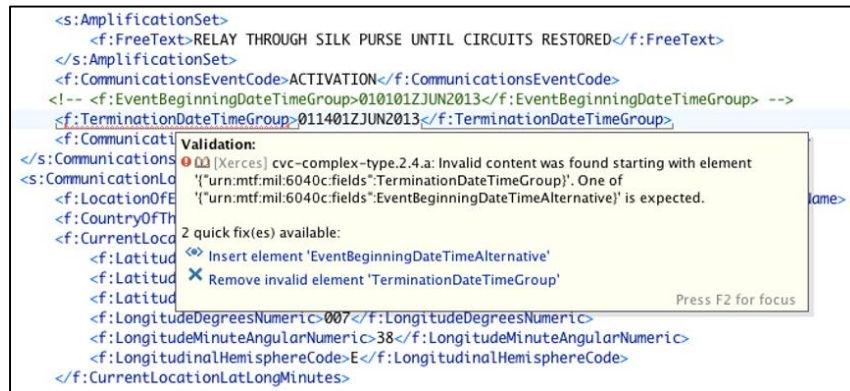 <s:AmplificationSet>
<f:FreeText>RELAY THROUGH SILK PURSE UNTIL CIRCUITS RESTORED</f:FreeText>
</s:AmplificationSet>
<f:CommunicationsEventCode>ACTIVATION</f:CommunicationsEventCode>
<!-- <f:EventBeginningDateTimeGroup>010101ZJUN2013</f:EventBeginningDateTimeGroup> -->
<f:TerminationDateTimeGroup>011401ZJUN2013</f:TerminationDateTimeGroup>
<f:Communicati
</s:Communications
<s:CommunicationLo
<f:LocationOfE
ame>
<f:CountryOfTh
<f:CurrentLoca
<f:Latitud
<f:Latitud
<f:Latitud
Validation:
[Xerces] cvc-complex-type.2.4.a: Invalid content was found starting with element
'{"urn:mtf:mil:6040c:fields":TerminationDateTimeGroup}'. One of
'{"urn:mtf:mil:6040c:fields":EventBeginningDateTimeAlternative}' is expected.
2 quick fix(es) available:
Insert element 'EventBeginningDateTimeAlternative'
Remove invalid element 'TerminationDateTimeGroup'
Press F2 for focus
<f:LongitudeDegreesNumeric>007</f:LongitudeDegreesNumeric>
<f:LongitudeMinuteAngularNumeric>38</f:LongitudeMinuteAngularNumeric>
<f:LongitudinalHemisphereCode>E</f:LongitudinalHemisphereCode>
</f:CurrentLocationLatLongMinutes>